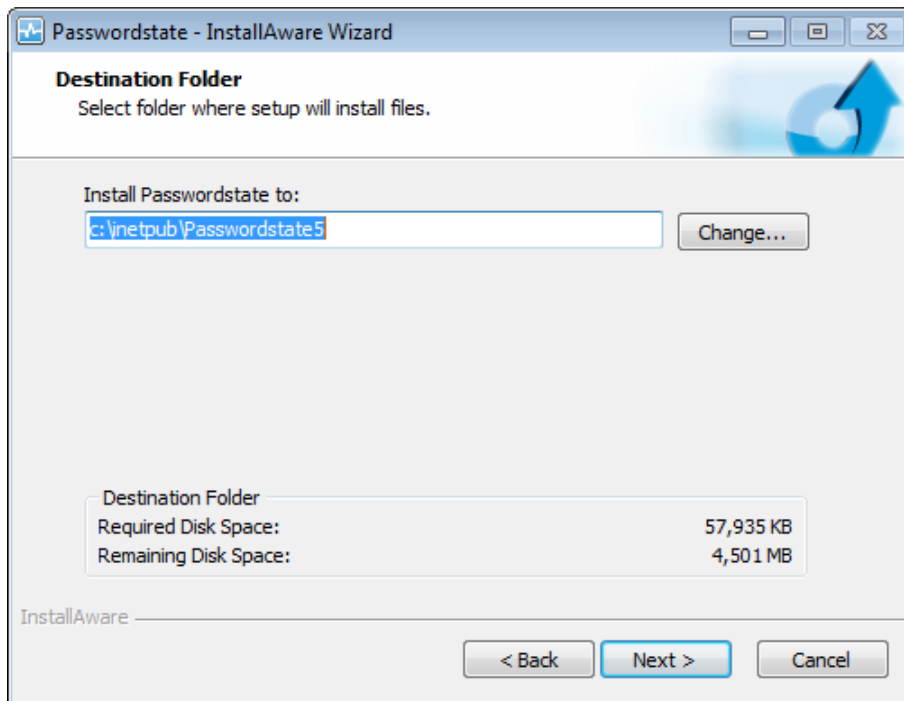 Passwordstate - InstallAware Wizard
Destination Folder
Select folder where setup will install files.
Install Passwordstate to:
c:\inetpub\Passwordstate5
Change...
Destination Folder
Required Disk Space: 57,935 KB
Remaining Disk Space: 4,501 MB
InstallAware
< Back Next > Cancel